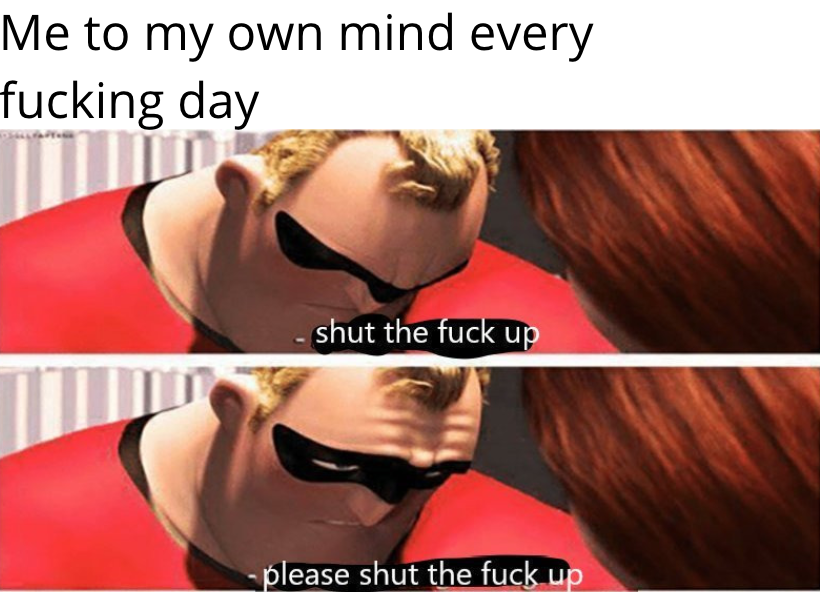 Me to my own mind every
fucking day
- shut the fuck up
- please shut the fuck up